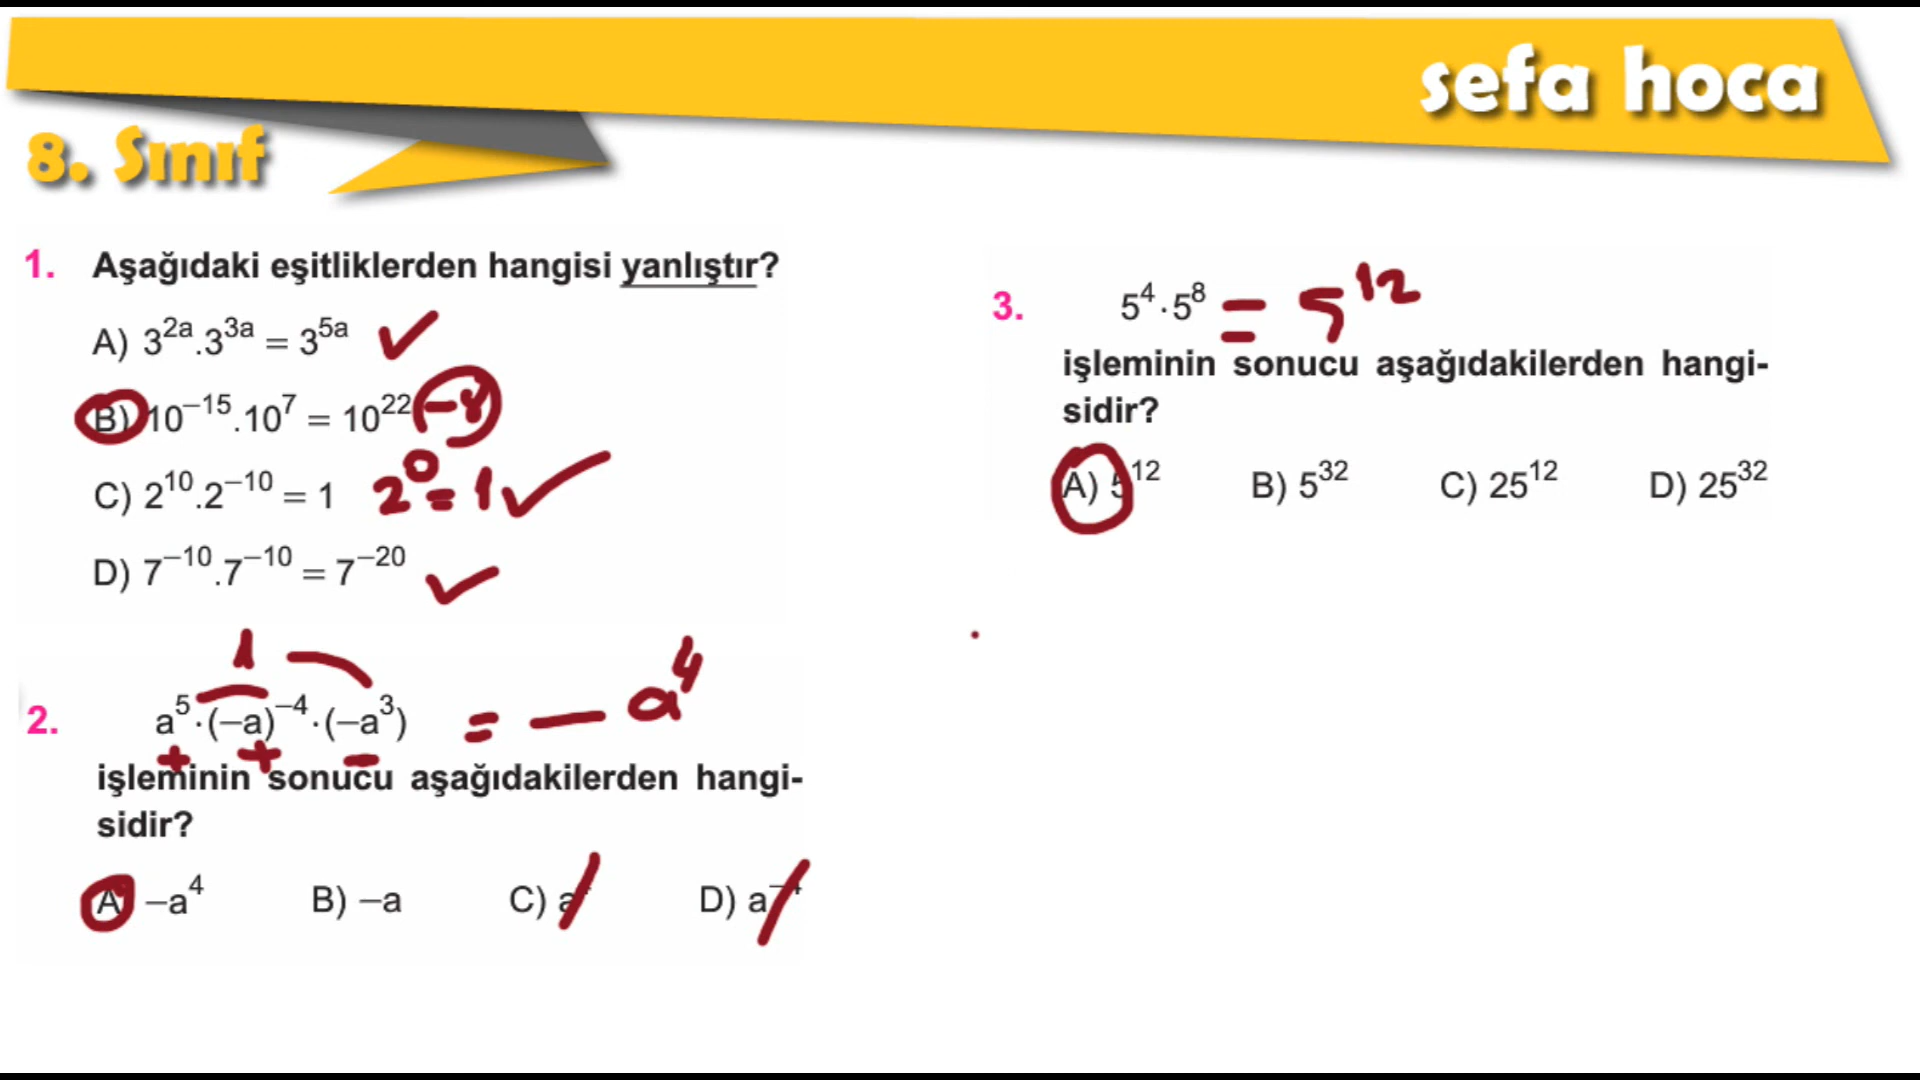 sefa hoca
8. Sınıf
1. Aşağıdaki eşitliklerden hangisi yanlıştır?
A) 3^2a.3^3a = 3^5a ✓
B) 10^–15.10^7 = 10^22 –8
C) 2^10.2^–10 = 1 2^0 = 1 ✓
D) 7^–10.7^–10 = 7^–20 ✓
1
2. a^5·(–a)^–4·(–a^3) = – a^4
+ + –
işleminin sonucu aşağıdakilerden hangi-
sidir?
A) –a^4 B) –a C) a D) a
3. 5^4·5^8 = 5^12
işleminin sonucu aşağıdakilerden hangi-
sidir?
A) 5^12 B) 5^32 C) 25^12 D) 25^32